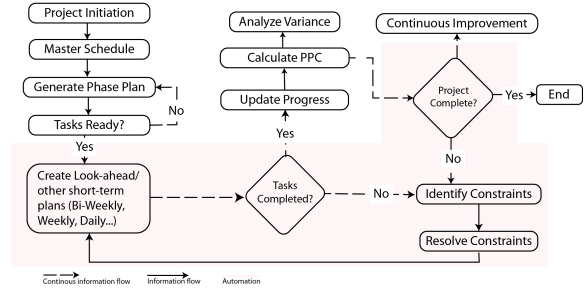 Project Initiation
Master Schedule
Generate Phase Plan
No
Tasks Ready?
Yes
Create Look-ahead/
other short-term
plans (Bi-Weekly,
Weekly, Daily...)
Analyze Variance
Calculate PPC
Update Progress
Yes
Tasks
Completed?
No
Continuous Improvement
Project
Complete?
Yes
End
No
Identify Constraints
Resolve Constraints
Continous information flow
Information flow
Automation